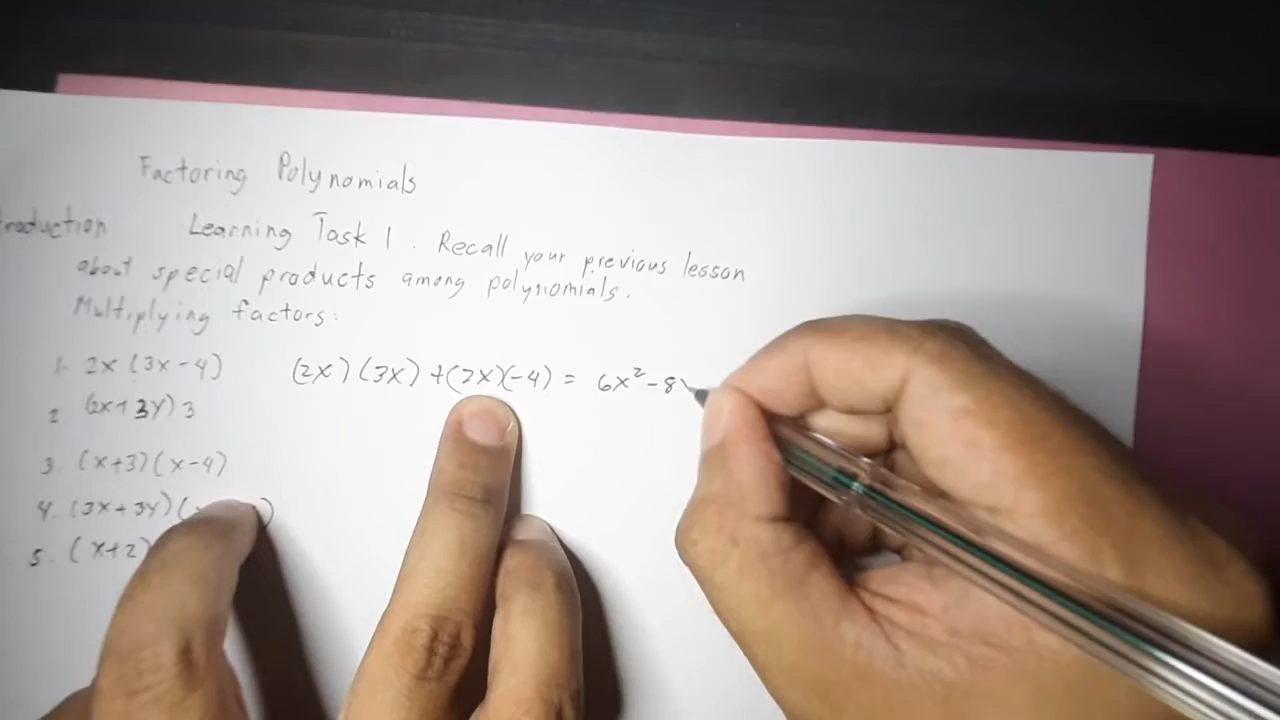 Factoring Polynomials
troduction Learning Task 1. Recall your previous lesson
about special products among polynomials.
Multiplying factors:
1. 2x (3x-4) (2x)(3x) +(2x)(-4) = 6x² - 8
2 (2x+3y)3
3. (x+3)(x-4)
4. (3x+3y)( )
5. (x+2)